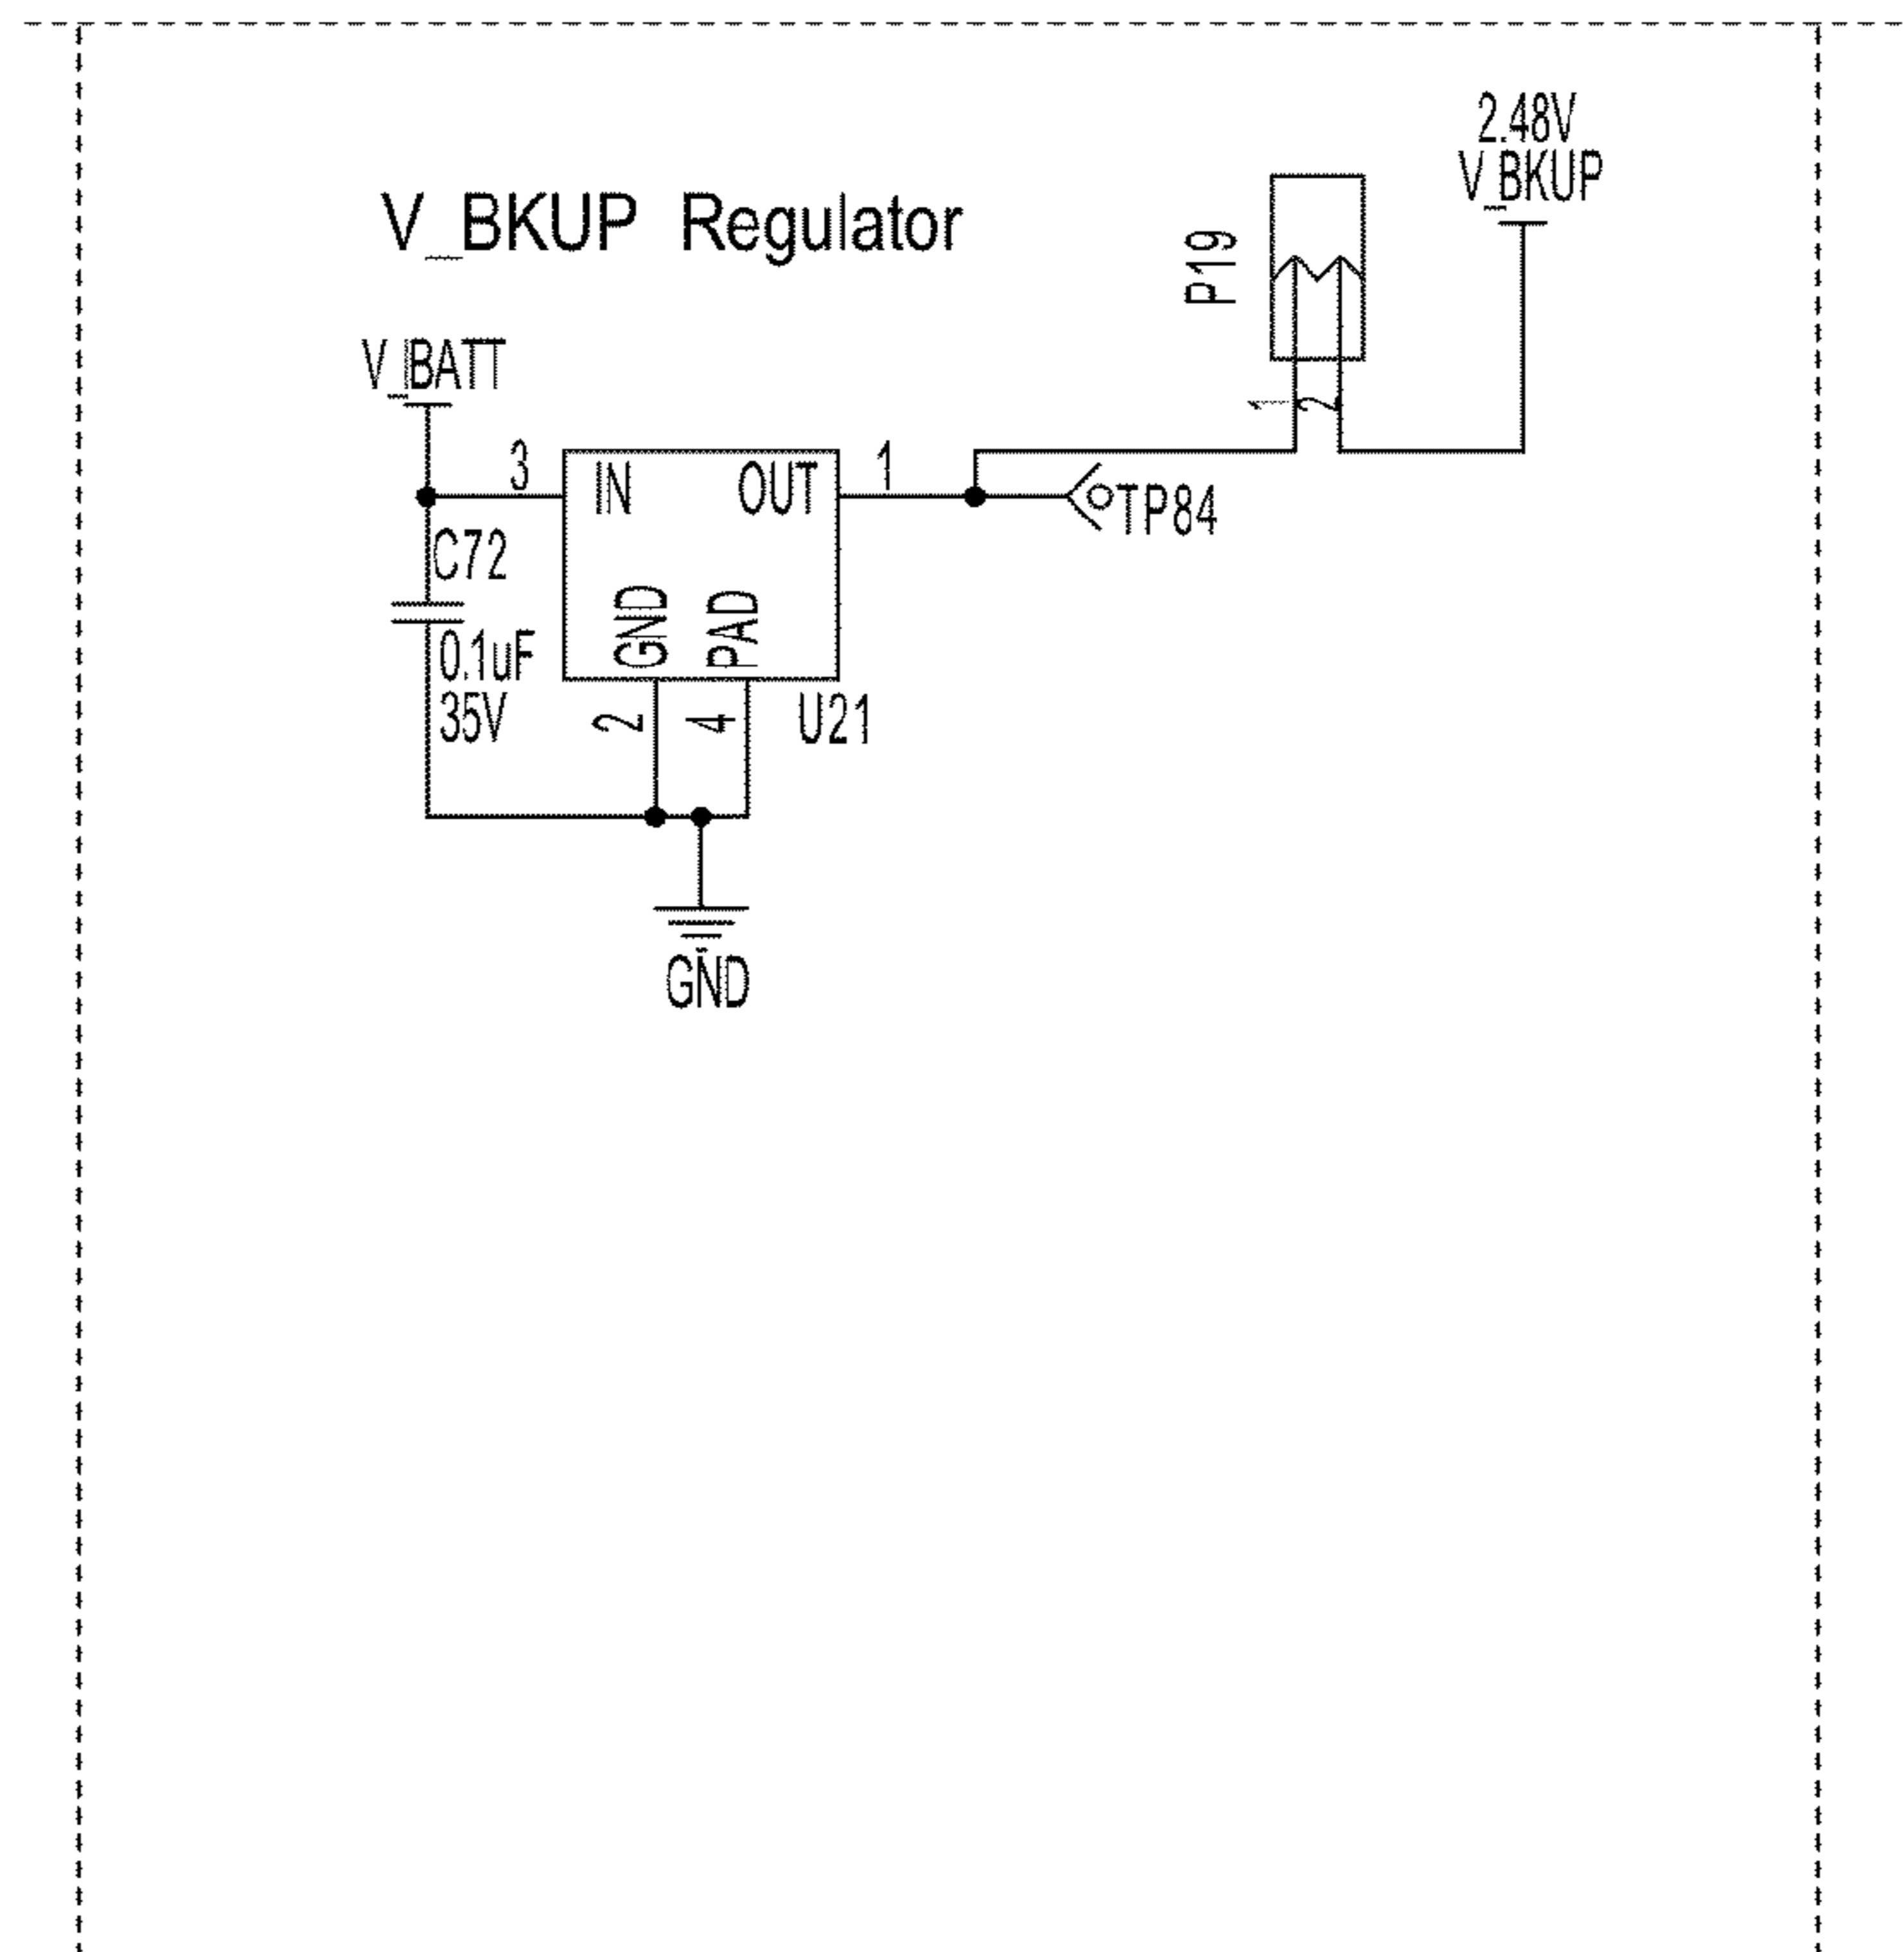 2.48V
V_BKUP
V_BKUP Regulator
P19
V_BATT
1
2
3
IN
OUT
1
TP84
C72
0.1uF
35V
GND
PAD
2
4
U21
GND